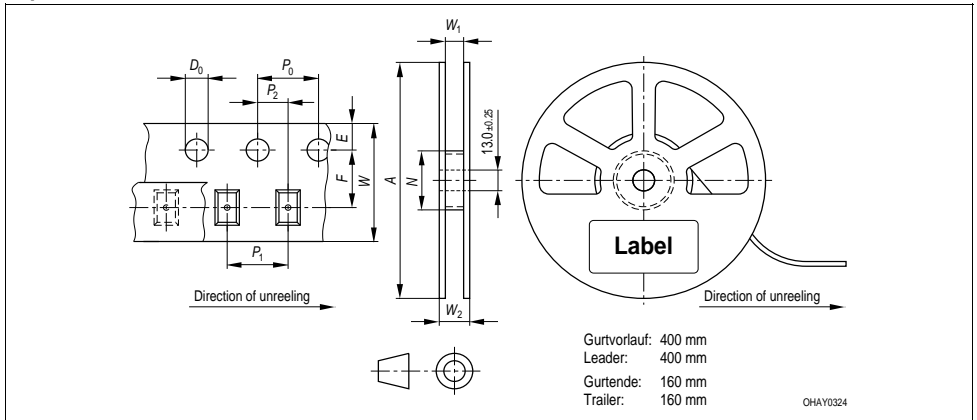 W1
D0
P0
P2
E
F
W
A
N
13.0 ±0.25
Label
P1
Direction of unreeling
W2
Direction of unreeling
Gurtvorlauf: 400 mm
Leader: 400 mm
Gurtende: 160 mm
Trailer: 160 mm
OHAY0324